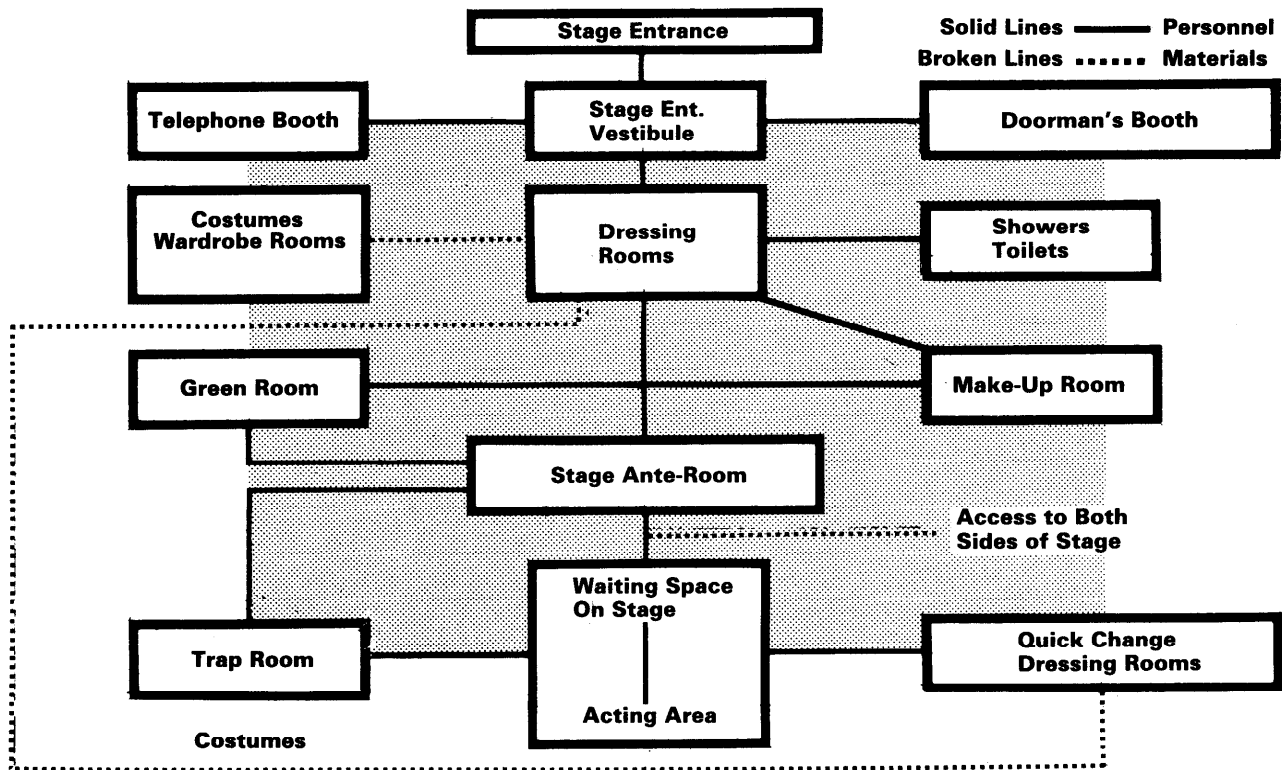 Stage Entrance
Solid Lines Personnel
Broken Lines Materials
Telephone Booth
Stage Ent.
Vestibule
Doorman's Booth
Costumes
Wardrobe Rooms
Dressing
Rooms
Showers
Toilets
Green Room
Make-Up Room
Stage Ante-Room
Access to Both
Sides of Stage
Waiting Space
On Stage
Trap Room
Quick Change
Dressing Rooms
Acting Area
Costumes